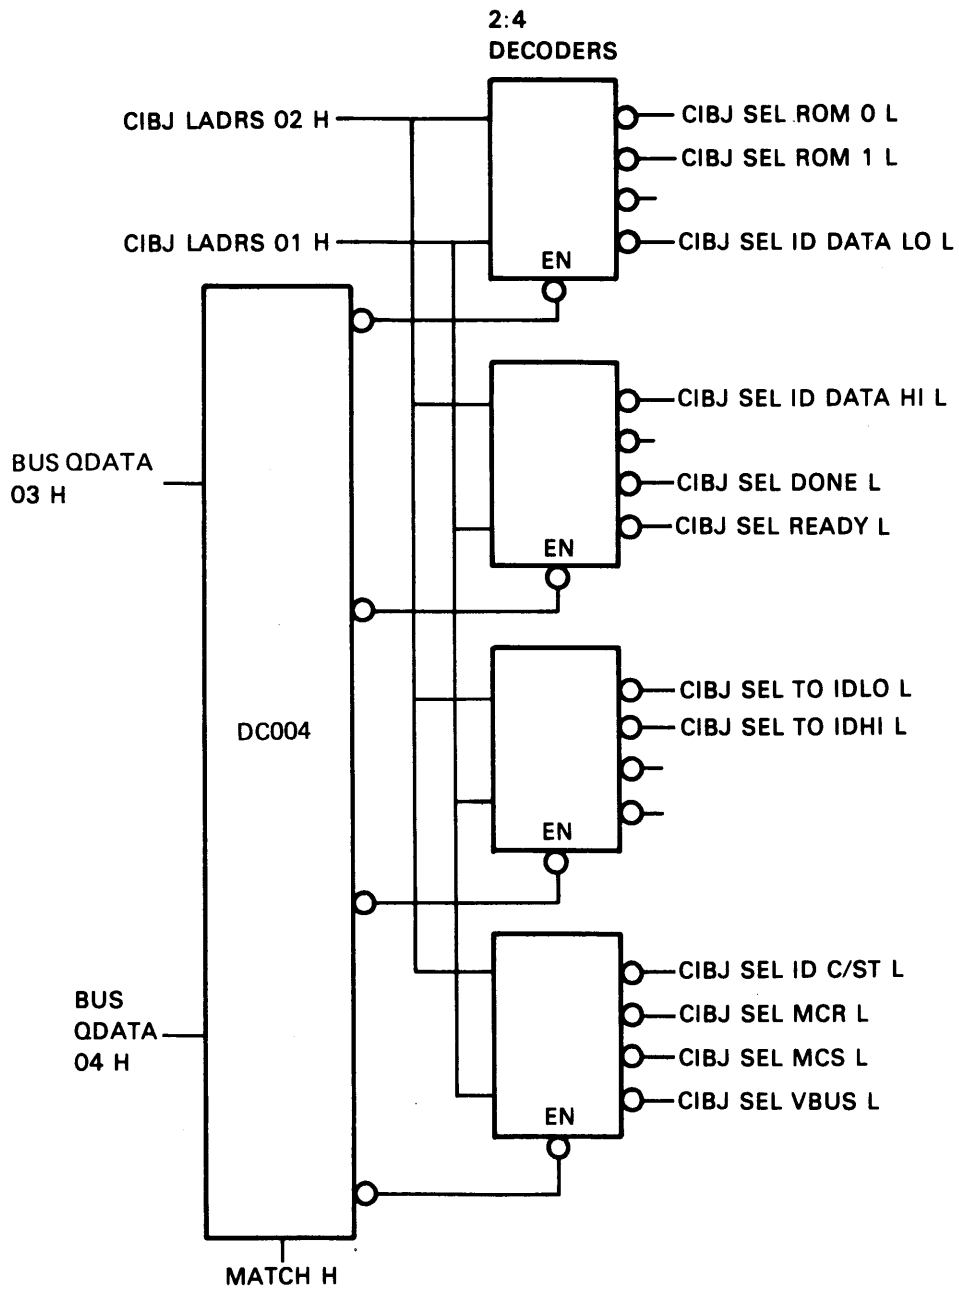 2:4
DECODERS
CIBJ LADRS 02 H
CIBJ SEL ROM 0 L
CIBJ SEL ROM 1 L
CIBJ LADRS 01 H
CIBJ SEL ID DATA LO L
EN
CIBJ SEL ID DATA HI L
BUS QDATA
03 H
CIBJ SEL DONE L
CIBJ SEL READY L
EN
CIBJ SEL TO IDLO L
CIBJ SEL TO IDHI L
DC004
EN
CIBJ SEL ID C/ST L
BUS
QDATA
04 H
CIBJ SEL MCR L
CIBJ SEL MCS L
CIBJ SEL VBUS L
EN
MATCH H